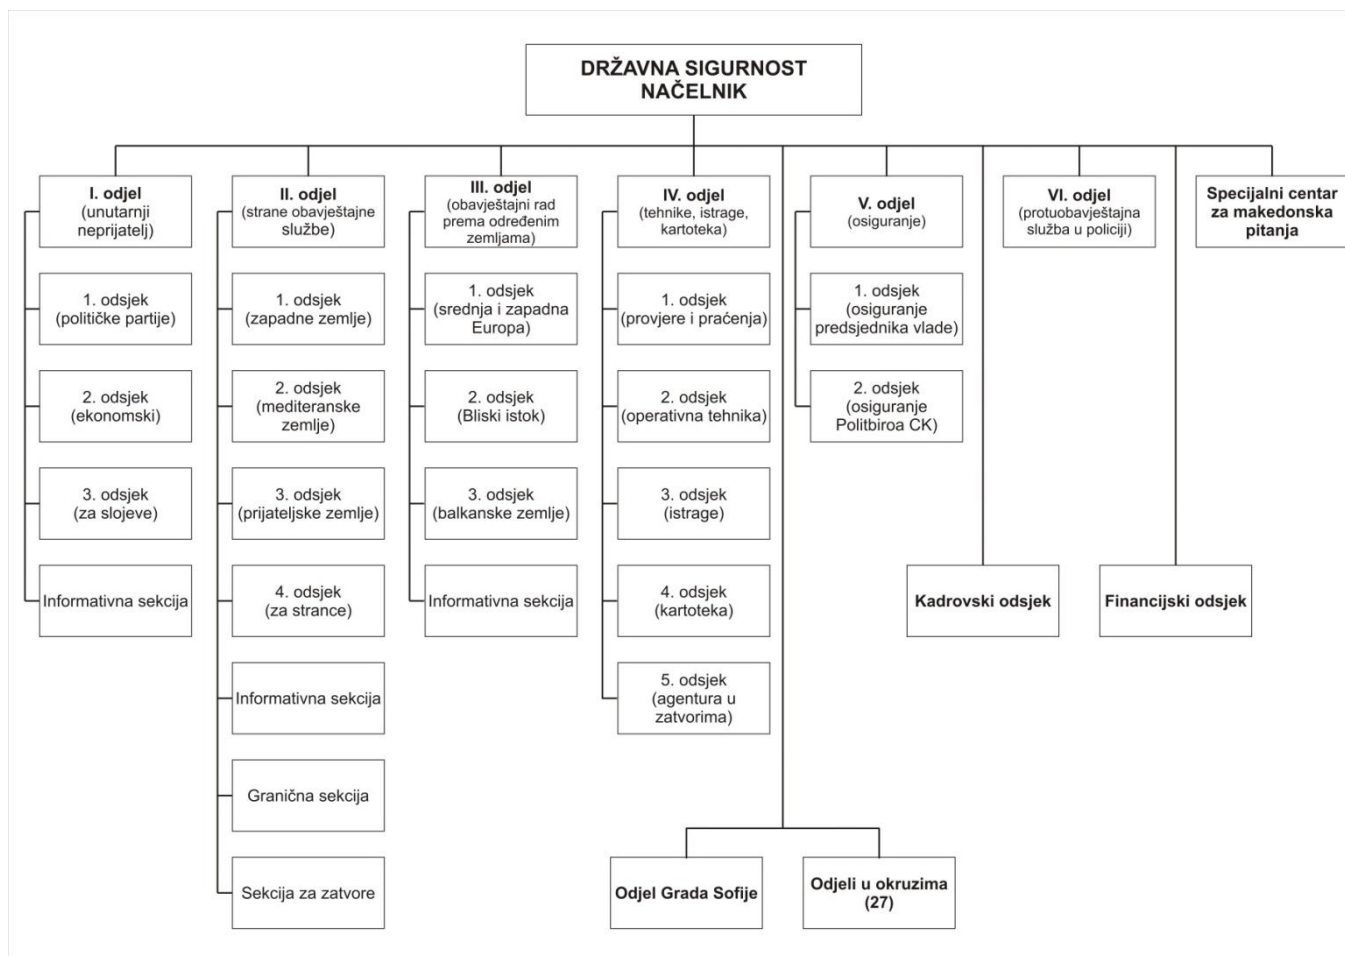 DRŽAVNA SIGURNOST
NAČELNIK
I. odjel
(unutarnji
neprijatelj)
1. odsjek
(političke partije)
2. odsjek
(ekonomski)
3. odsjek
(za slojeve)
Informativna sekcija
II. odjel
(strane obavještajne
službe)
1. odsjek
(zapadne zemlje)
2. odsjek
(mediteranske
zemlje)
3. odsjek
(prijateljske zemlje)
4. odsjek
(za strance)
Informativna sekcija
Granična sekcija
Sekcija za zatvore
III. odjel
(obavještajni rad
prema određenim
zemljama)
1. odsjek
(srednja i zapadna
Europa)
2. odsjek
(Bliski istok)
3. odsjek
(balkanske zemlje)
Informativna sekcija
IV. odjel
(tehnike, istrage,
kartoteka)
1. odsjek
(provjere i praćenja)
2. odsjek
(operativna tehnika)
3. odsjek
(istrage)
4. odsjek
(kartoteka)
5. odsjek
(agentura u
zatvorima)
V. odjel
(osiguranje)
1. odsjek
(osiguranje
predsjednika vlade)
2. odsjek
(osiguranje
Politbiroa CK)
VI. odjel
(protuobavještajna
služba u policiji)
Specijalni centar
za makedonska
pitanja
Kadrovski odsjek
Financijski odsjek
Odjel Grada Sofije
Odjeli u okruzima
(27)